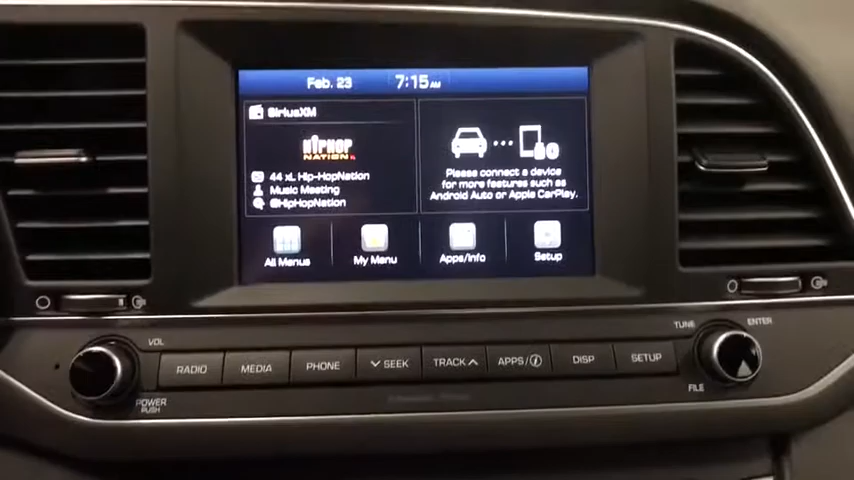 Feb. 23
7:15 AM
SiriusXM
HIPHOP
NATION XL
44 XL Hip-HopNation
Music Meeting
@HipHopNation
Please connect a device
for more features such as
Android Auto or Apple CarPlay.
All Menus
My Menu
Apps/Info
Setup
VOL
TUNE
ENTER
RADIO
MEDIA
PHONE
SEEK
TRACK
APPS/i
DISP
SETUP
POWER
PUSH
FILE